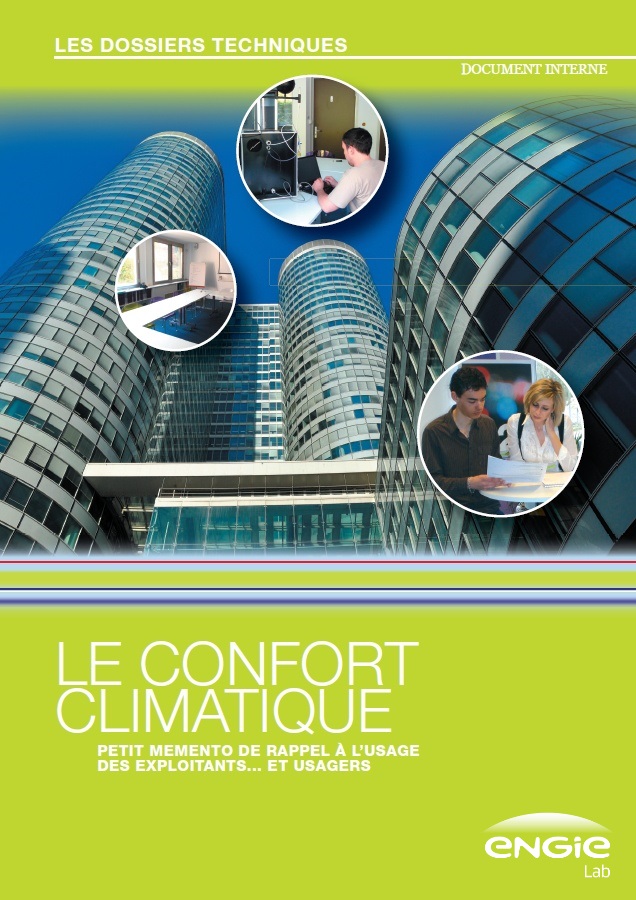 LES DOSSIERS TECHNIQUES
DOCUMENT INTERNE
LE CONFORT
CLIMATIQUE
PETIT MEMENTO DE RAPPEL À L’USAGE
DES EXPLOITANTS... ET USAGERS
ENGIE
Lab